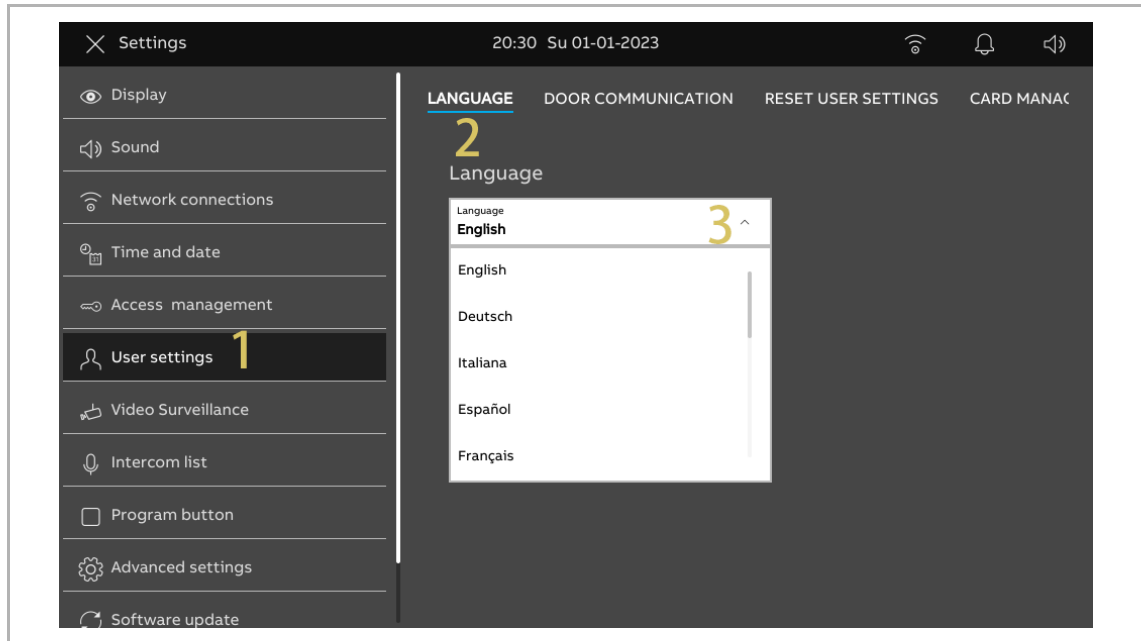 Settings
20:30 Su 01-01-2023
Display
Sound
Network connections
Time and date
Access management
User settings
1
Video Surveillance
Intercom list
Program button
Advanced settings
Software update
LANGUAGE DOOR COMMUNICATION RESET USER SETTINGS CARD MANAC
2
Language
Language
English
3
English
Deutsch
Italiana
Español
Français